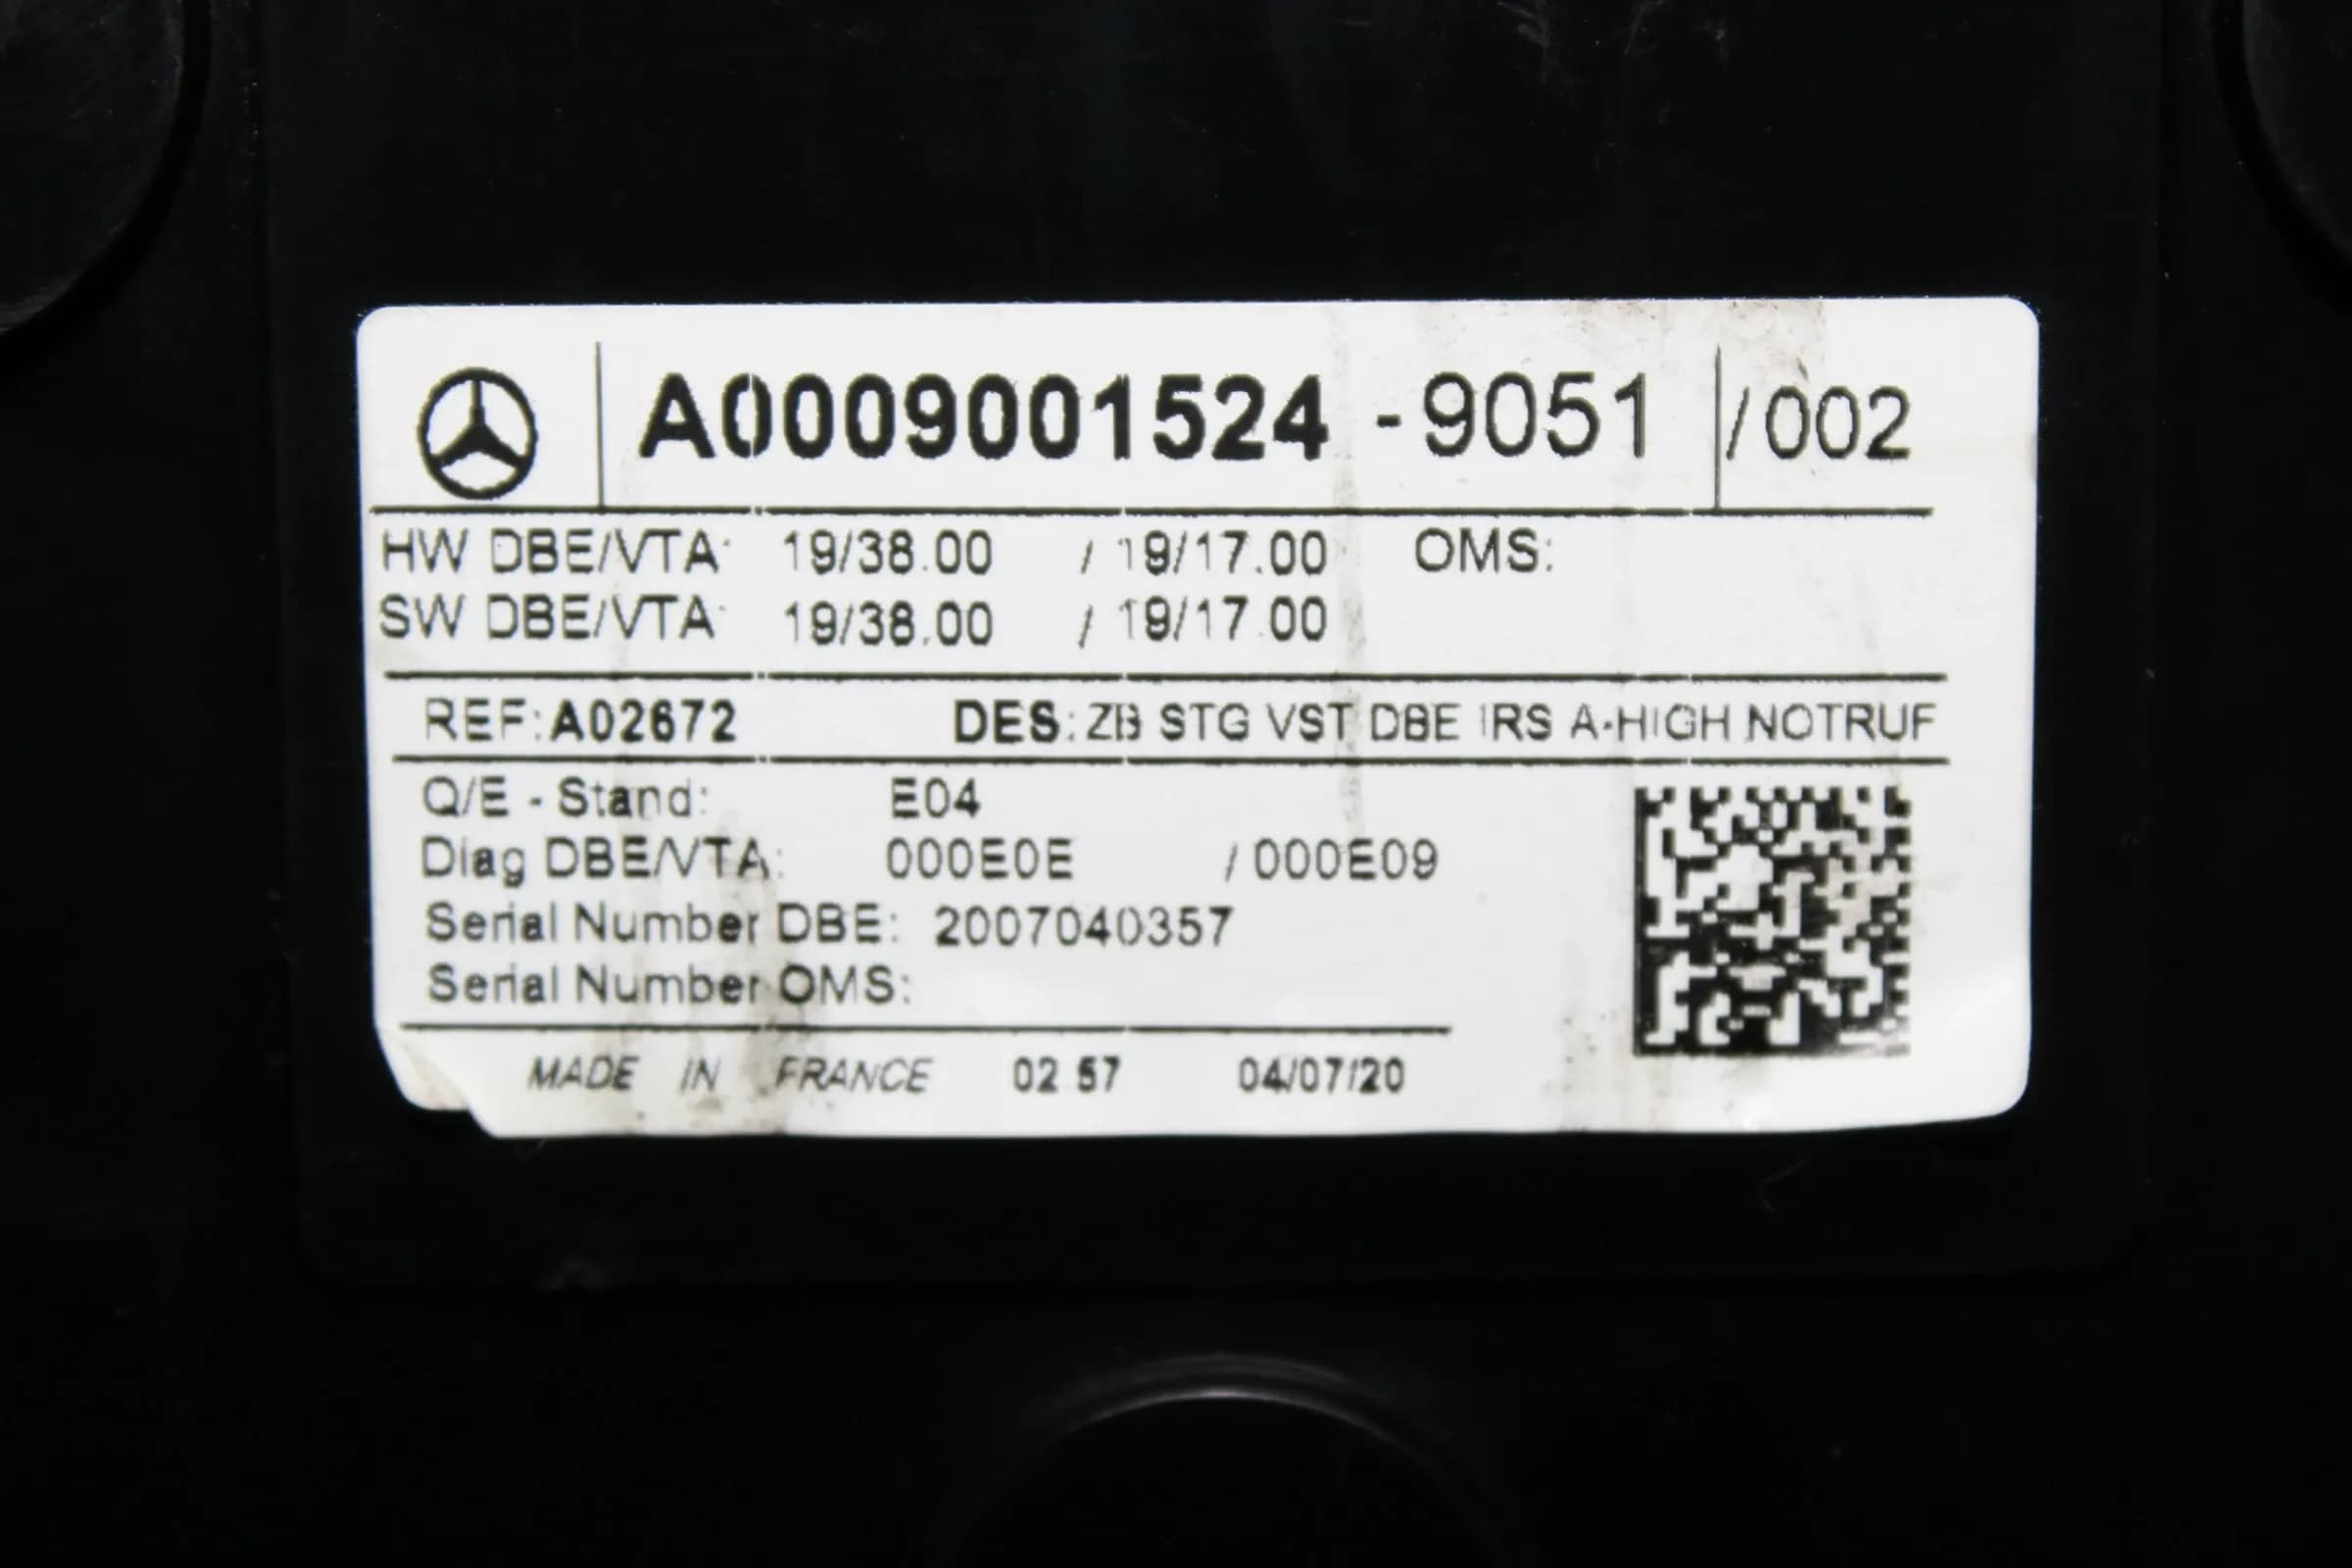 A0009001524 - 9051 /002
HW DBE/VTA: 19/38.00 / 19/17.00 OMS:
SW DBE/VTA: 19/38.00 / 19/17.00
REF: A02672 DES: ZB STG VST DBE IRS A-HIGH NOTRUF
Q/E - Stand: E04
Diag DBE/VTA: 000E0E / 000E09
Serial Number DBE: 2007040357
Serial Number OMS:
MADE IN FRANCE 02 57 04/07/20